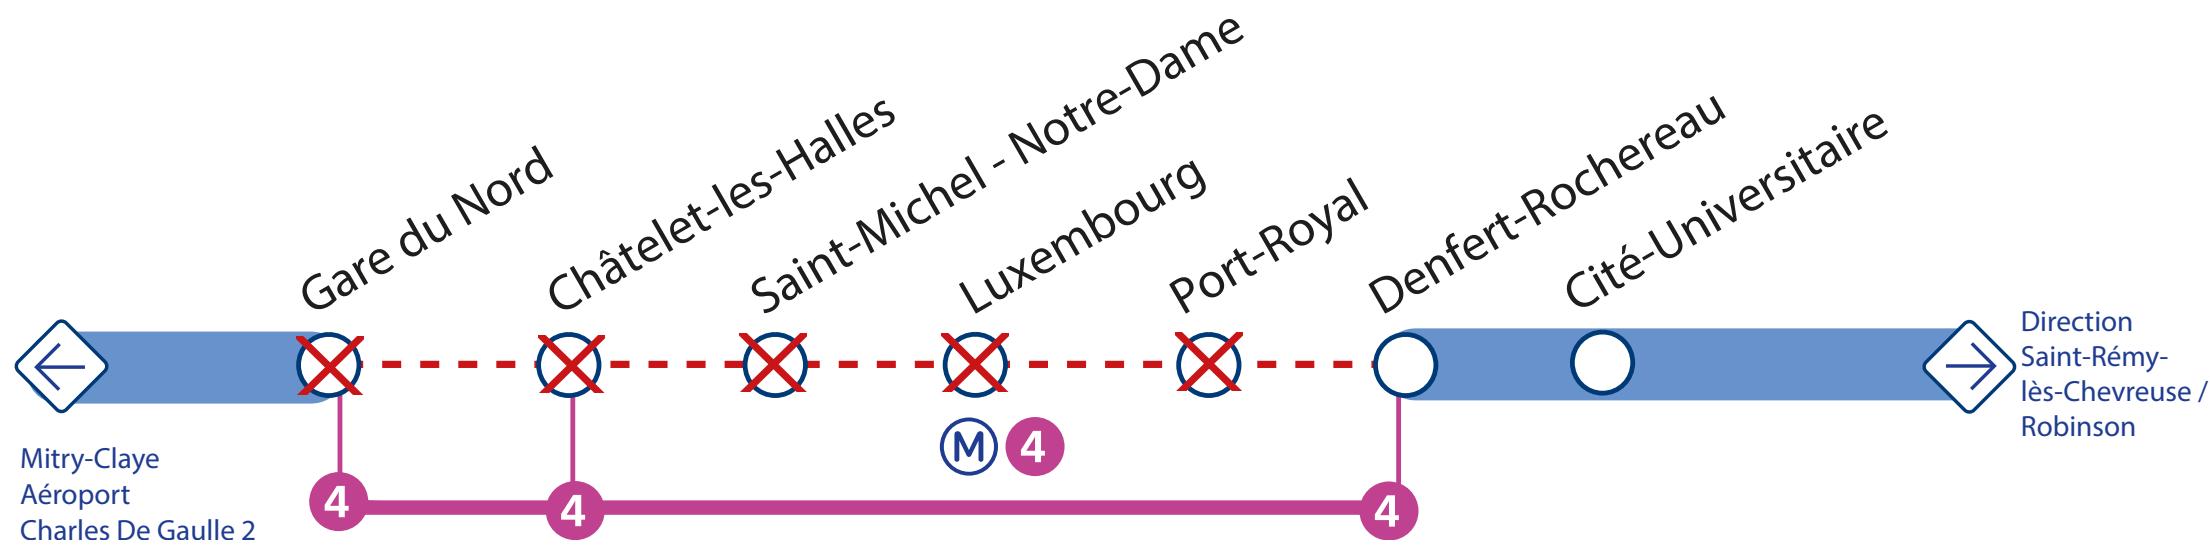 Gare du Nord
Châtelet-les-Halles
Saint-Michel - Notre-Dame
Luxembourg
Port-Royal
Denfert-Rochereau
Cité-Universitaire
Direction
Saint-Rémy-
lès-Chevreuse /
Robinson
Mitry-Claye
Aéroport
Charles De Gaulle 2
M 4
4
4
4